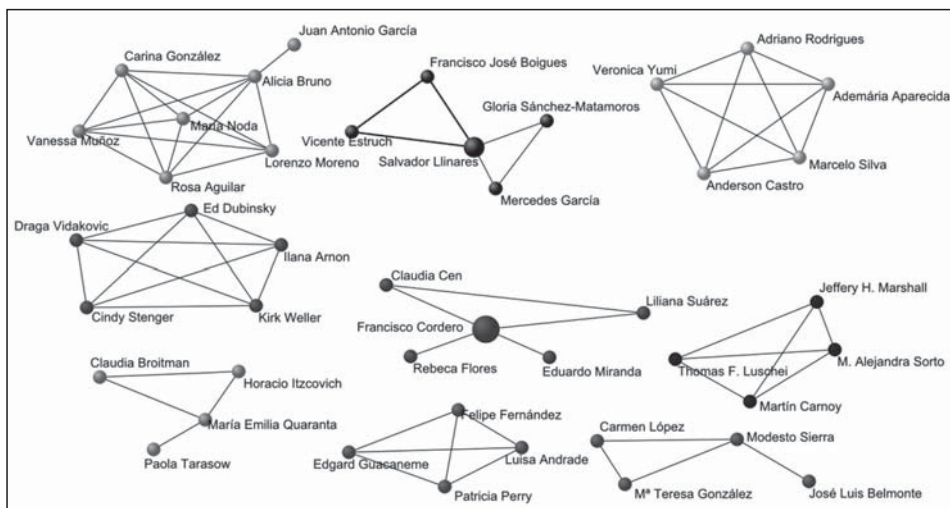 Juan Antonio García
Carina González
Alicia Bruno
María Noda
Vanessa Muñoz
Lorenzo Moreno
Rosa Aguilar
Francisco José Boigues
Gloria Sánchez-Matamoros
Vicente Estruch
Salvador Llinares
Mercedes García
Adriano Rodrigues
Veronica Yumi
Ademária Aparecida
Marcelo Silva
Anderson Castro
Ed Dubinsky
Draga Vidakovic
Ilana Arnon
Cindy Stenger
Kirk Weller
Claudia Cen
Liliana Suárez
Francisco Cordero
Rebeca Flores
Eduardo Miranda
Jeffery H. Marshall
Thomas F. Luschei
M. Alejandra Sorto
Martín Carnoy
Claudia Broitman
Horacio Itzcovich
María Emilia Quaranta
Paola Tarasow
Felipe Fernández
Edgard Guacaneme
Luisa Andrade
Patricia Perry
Carmen López
Modesto Sierra
Mª Teresa González
José Luis Belmonte